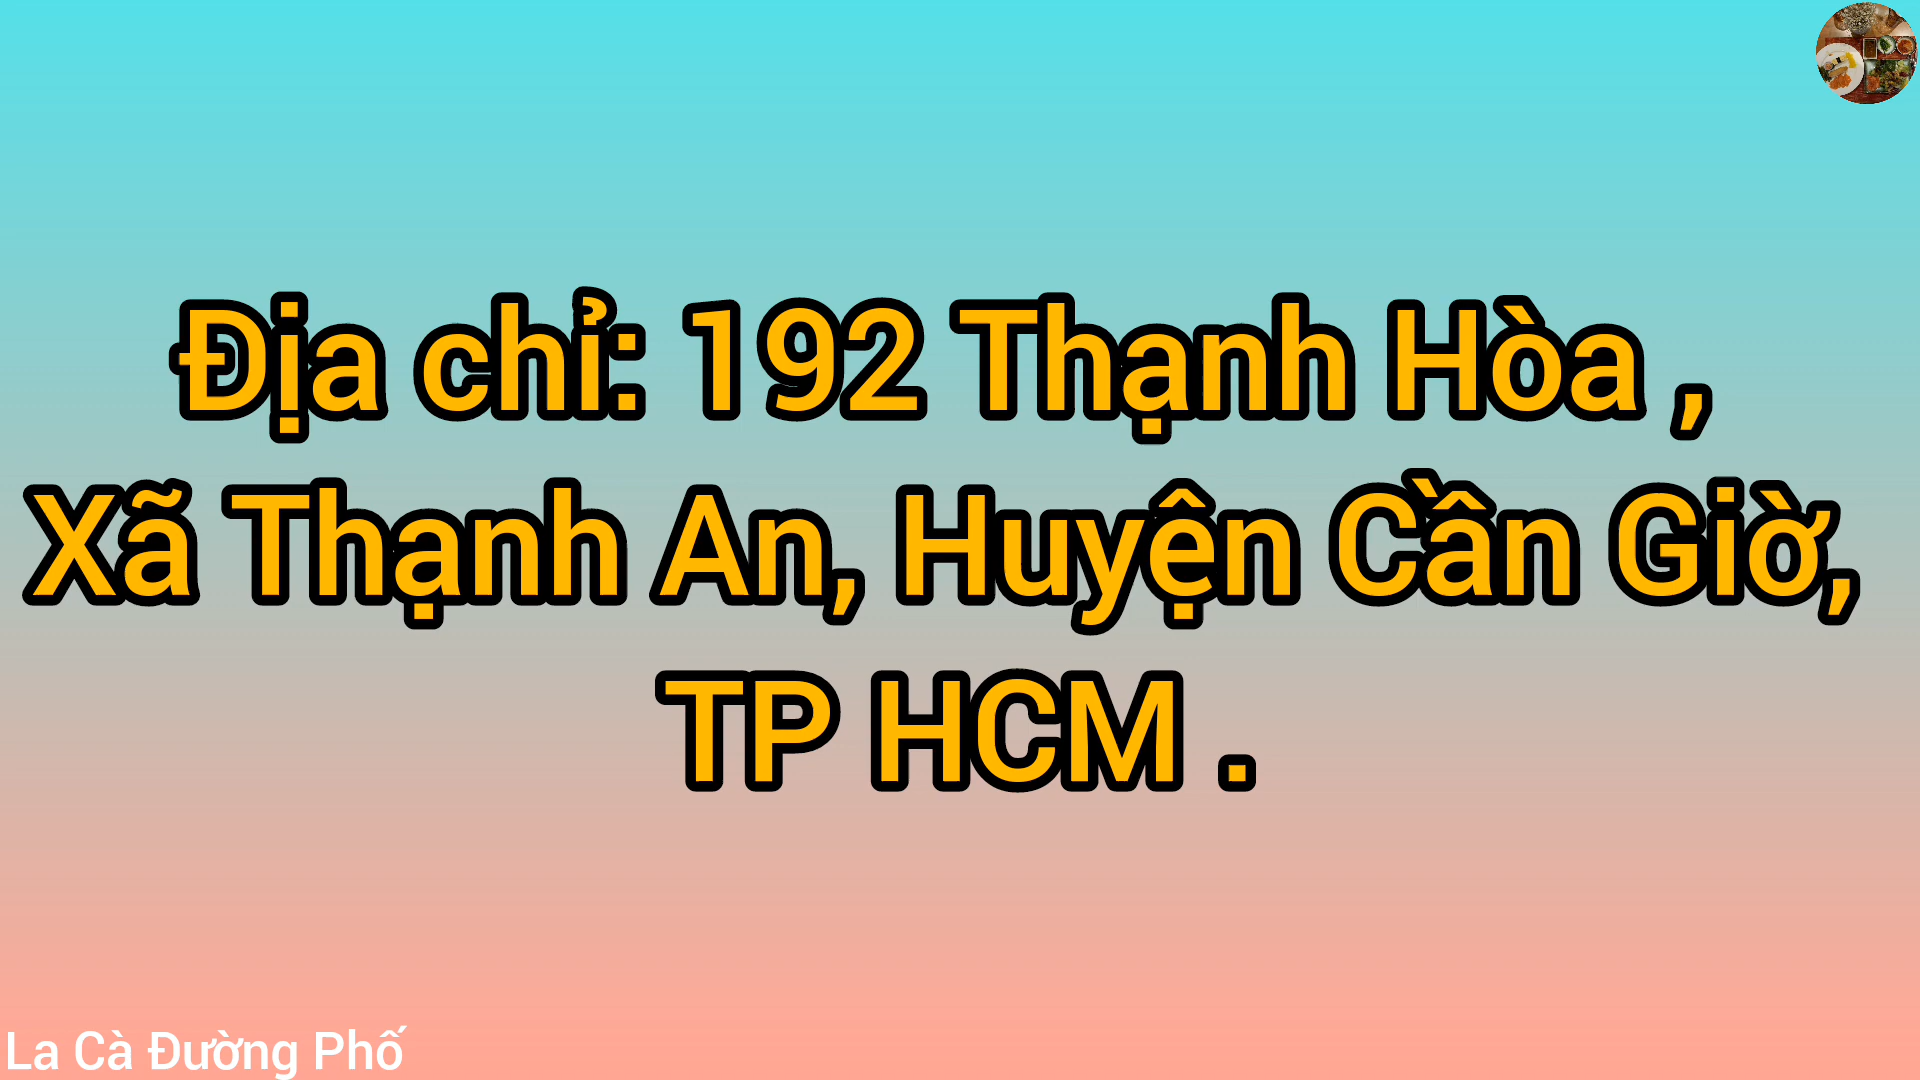 Địa chỉ: 192 Thạnh Hòa ,
Xã Thạnh An, Huyện Cần Giờ,
TP HCM .
La Cà Đường Phố